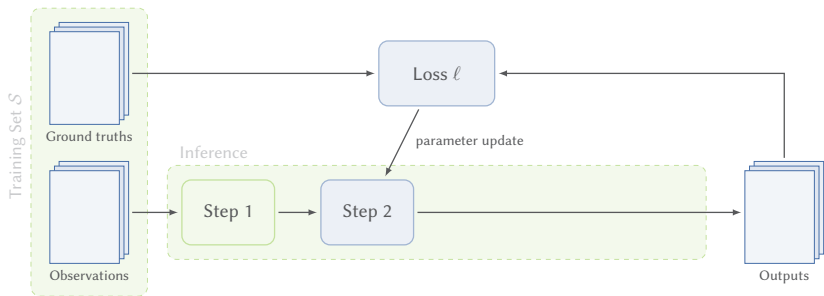 Training Set 𝒮
Ground truths
Observations
Loss ℓ
parameter update
Inference
Step 1
Step 2
Outputs